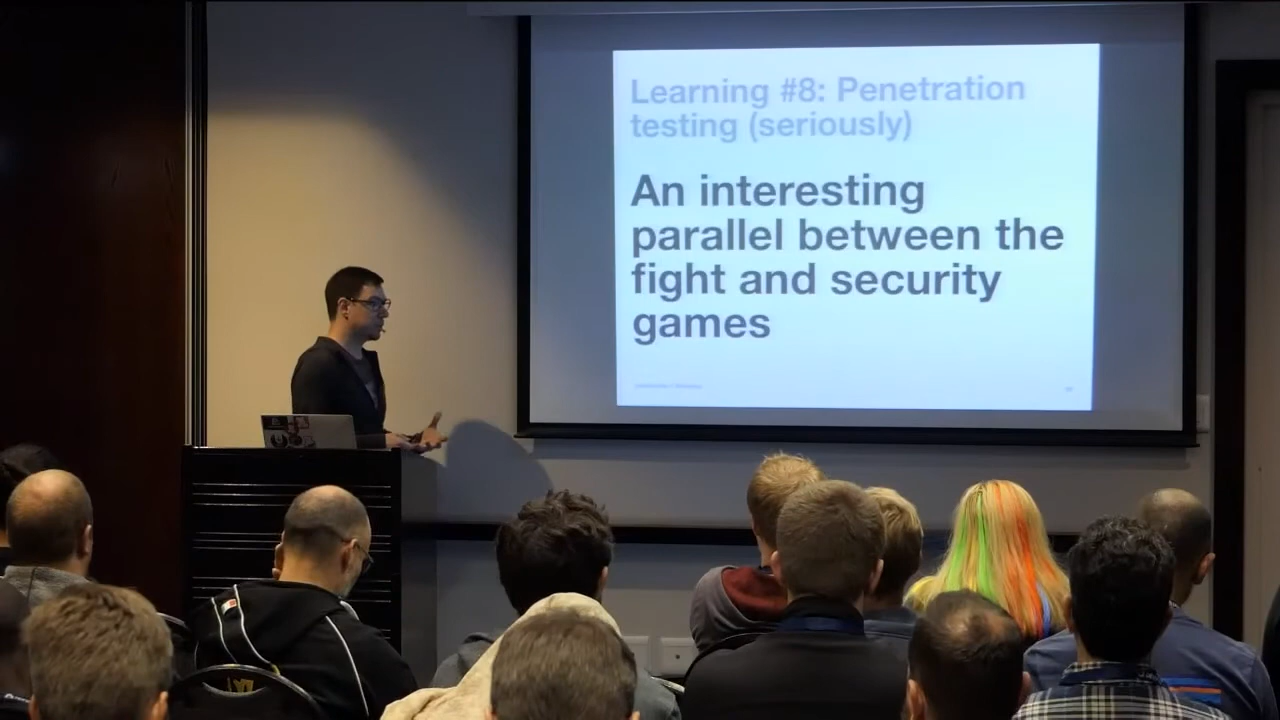 Learning #8: Penetration
testing (seriously)
An interesting
parallel between the
fight and security
games